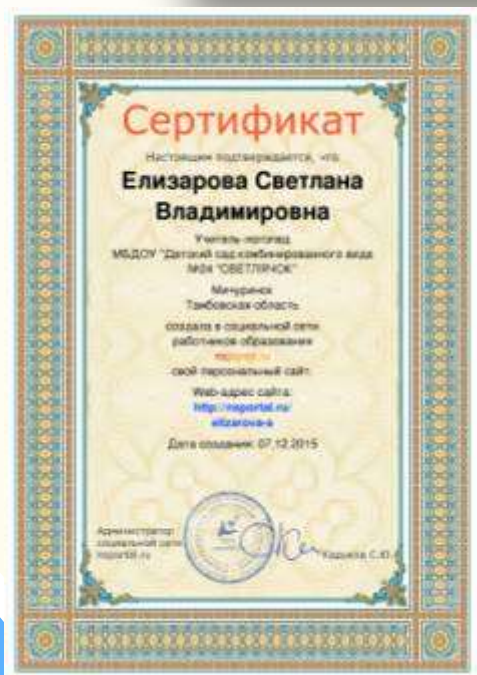 Сертификат
Настоящим подтверждается, что
Елизарова Светлана
Владимировна
Учитель-логопед
МБДОУ "Детский сад комбинированного вида
"СВЕТЛЯЧОК"
Мичуринск
Тамбовская область
создала в социальной сети
работников образования
nsportal.ru
свой персональный сайт.
Web-адрес сайта:
http://nsportal.ru/
elizarova-s
Дата создания: 07.12.2015
Администратор
социальной сети
nsportal.ru
С.Ю.